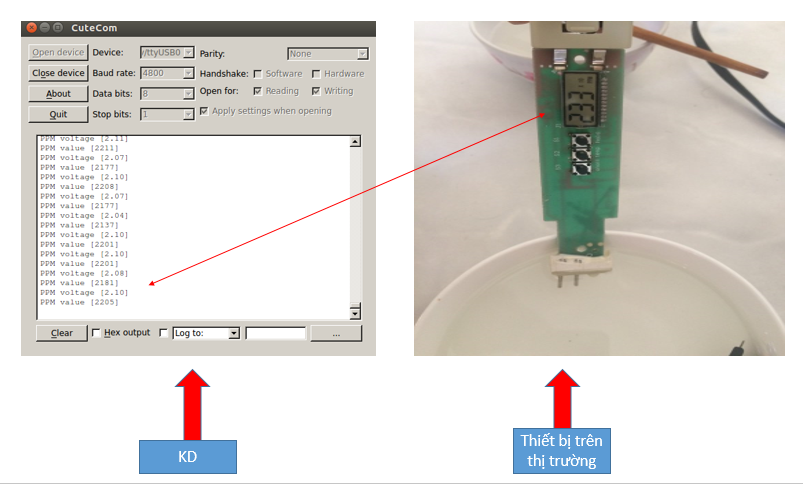 CuteCom
Open device
Device:
/ttyUSB0
Parity:
None
Close device
Baud rate:
4800
Handshake:
Software
Hardware
About
Data bits:
8
Open for:
Reading
Writing
Quit
Stop bits:
1
Apply settings when opening
PPM voltage [2.11]
PPM value [2211]
PPM voltage [2.07]
PPM value [2177]
PPM voltage [2.10]
PPM value [2208]
PPM voltage [2.07]
PPM value [2177]
PPM voltage [2.04]
PPM value [2137]
PPM voltage [2.10]
PPM value [2201]
PPM voltage [2.10]
PPM value [2201]
PPM voltage [2.08]
PPM value [2181]
PPM voltage [2.10]
PPM value [2205]
Clear
Hex output
Log to:
...
233
KD
Thiết bị trên
thị trường